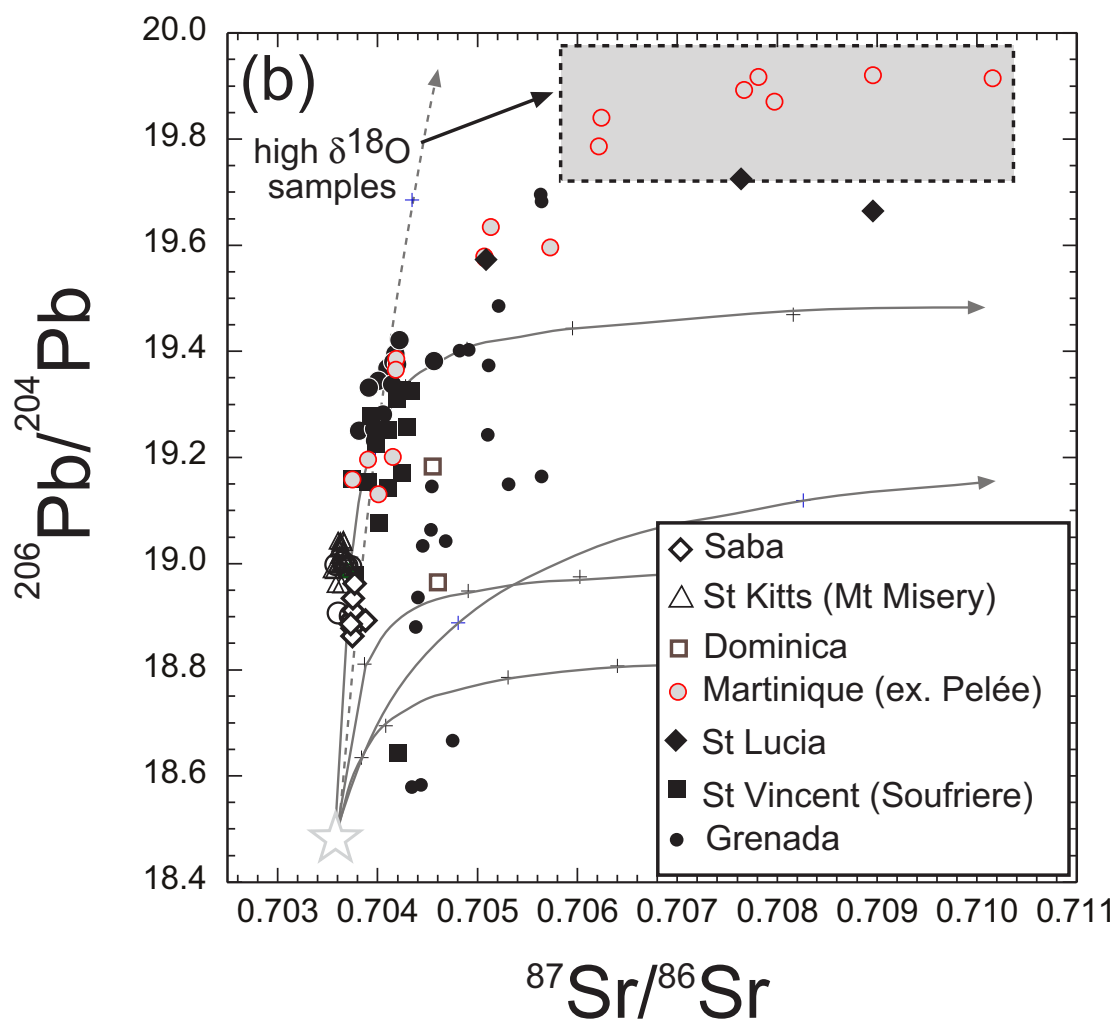 (b)
high δ¹⁸O
samples
20.0
19.8
19.6
19.4
19.2
19.0
18.8
18.6
18.4
²⁰⁶Pb/²⁰⁴Pb
Saba
St Kitts (Mt Misery)
Dominica
Martinique (ex. Pelée)
St Lucia
St Vincent (Soufriere)
Grenada
0.703 0.704 0.705 0.706 0.707 0.708 0.709 0.710 0.711
⁸⁷Sr/⁸⁶Sr